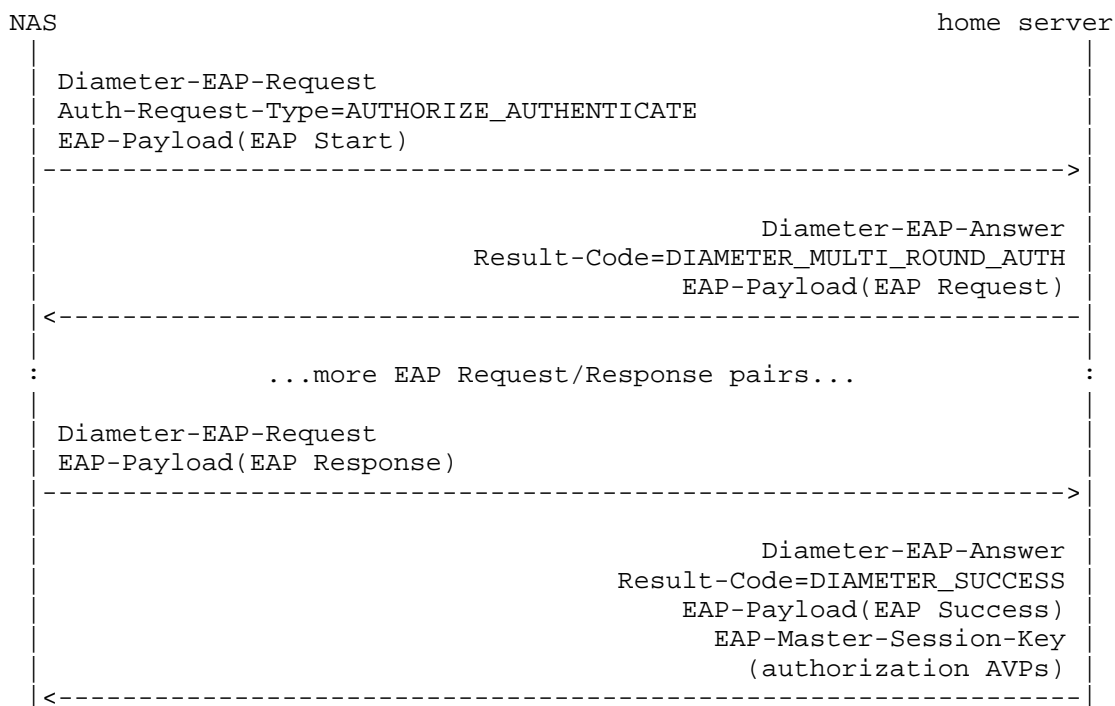 NAS home server
Diameter-EAP-Request
Auth-Request-Type=AUTHORIZE_AUTHENTICATE
EAP-Payload(EAP Start)
Diameter-EAP-Answer
Result-Code=DIAMETER_MULTI_ROUND_AUTH
EAP-Payload(EAP Request)
...more EAP Request/Response pairs...
Diameter-EAP-Request
EAP-Payload(EAP Response)
Diameter-EAP-Answer
Result-Code=DIAMETER_SUCCESS
EAP-Payload(EAP Success)
EAP-Master-Session-Key
(authorization AVPs)